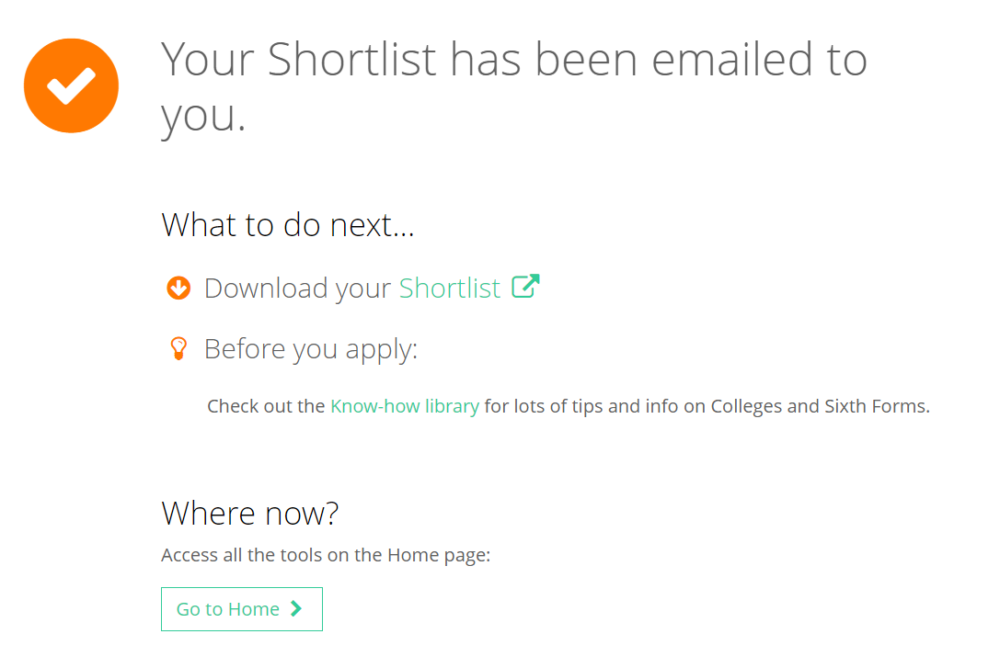 Your Shortlist has been emailed to
you.
What to do next...
Download your Shortlist
Before you apply:
Check out the Know-how library for lots of tips and info on Colleges and Sixth Forms.
Where now?
Access all the tools on the Home page:
Go to Home